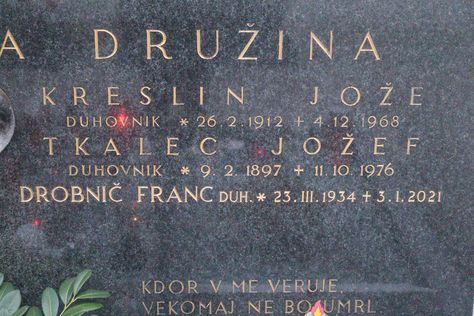 A DRUŽINA
KRESLIN JOŽE
DUHOVNIK * 26. 2. 1912 + 4. 12. 1968
TKALEC JOŽEF
DUHOVNIK * 9. 2. 1897 + 11. 10. 1976
DROBNIČ FRANC DUH. * 23. III. 1934 + 3. 1. 2021
KDOR V ME VERUJE,
VEKOMAJ NE BO UMRL.